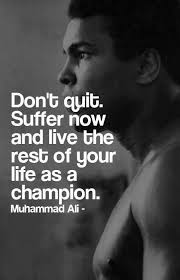 Don't quit.
Suffer now
and live the
rest of your
life as a
champion.
Muhammad Ali -